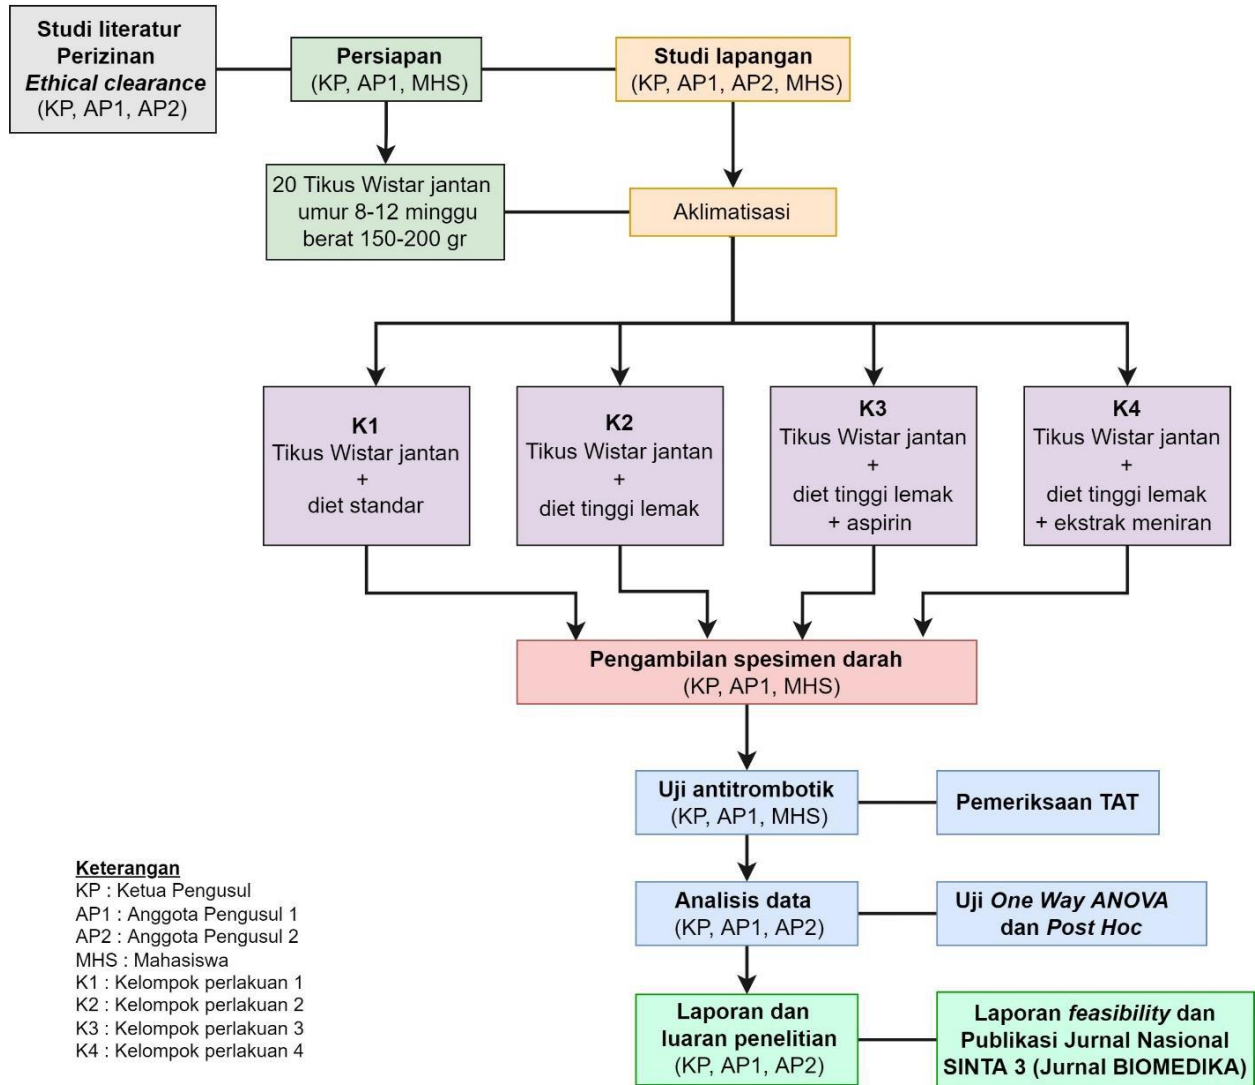 Studi literatur
Perizinan
Ethical clearance
(KP, AP1, AP2)
Persiapan
(KP, AP1, MHS)
Studi lapangan
(KP, AP1, AP2, MHS)
20 Tikus Wistar jantan
umur 8-12 minggu
berat 150-200 gr
Aklimatisasi
K1
Tikus Wistar jantan
+
diet standar
K2
Tikus Wistar jantan
+
diet tinggi lemak
K3
Tikus Wistar jantan
+
diet tinggi lemak
+ aspirin
K4
Tikus Wistar jantan
+
diet tinggi lemak
+ ekstrak meniran
Pengambilan spesimen darah
(KP, AP1, MHS)
Uji antitrombotik
(KP, AP1, MHS)
Pemeriksaan TAT
Analisis data
(KP, AP1, AP2)
Uji One Way ANOVA
dan Post Hoc
Laporan dan
luaran penelitian
(KP, AP1, AP2)
Laporan feasibility dan
Publikasi Jurnal Nasional
SINTA 3 (Jurnal BIOMEDIKA)
Keterangan
KP : Ketua Pengusul
AP1 : Anggota Pengusul 1
AP2 : Anggota Pengusul 2
MHS : Mahasiswa
K1 : Kelompok perlakuan 1
K2 : Kelompok perlakuan 2
K3 : Kelompok perlakuan 3
K4 : Kelompok perlakuan 4